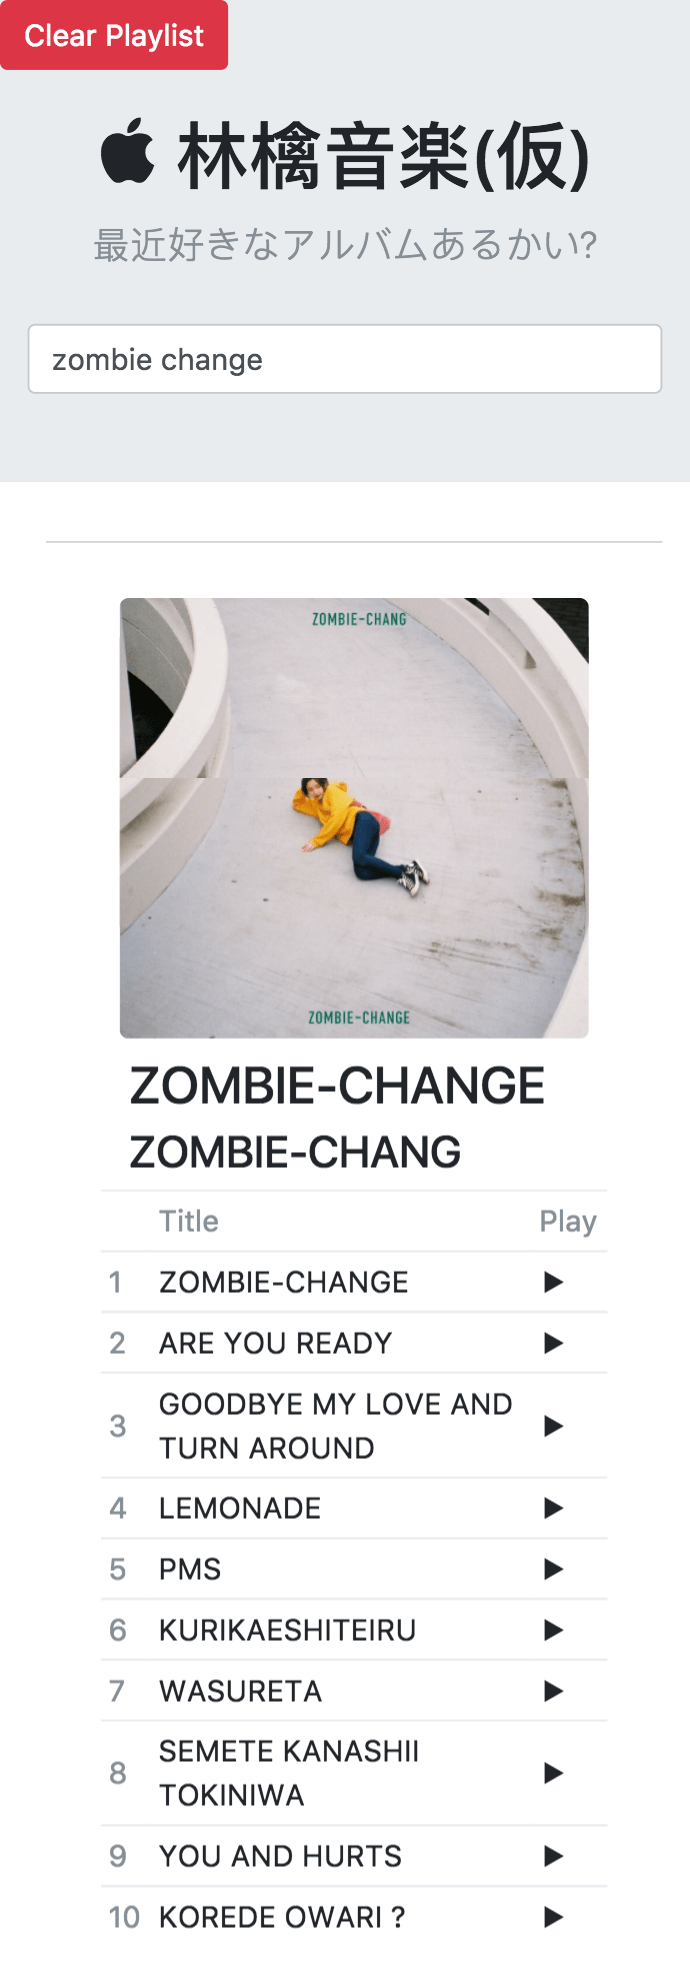 Clear Playlist
林檎音楽(仮)
最近好きなアルバムあるかい?
zombie change
ZOMBIE-CHANG
ZOMBIE-CHANGE
ZOMBIE-CHANGE
ZOMBIE-CHANG
Title Play
1 ZOMBIE-CHANGE ▶
2 ARE YOU READY ▶
3 GOODBYE MY LOVE AND
TURN AROUND ▶
4 LEMONADE ▶
5 PMS ▶
6 KURIKAESHITEIRU ▶
7 WASURETA ▶
8 SEMETE KANASHII
TOKINIWA ▶
9 YOU AND HURTS ▶
10 KOREDE OWARI ? ▶